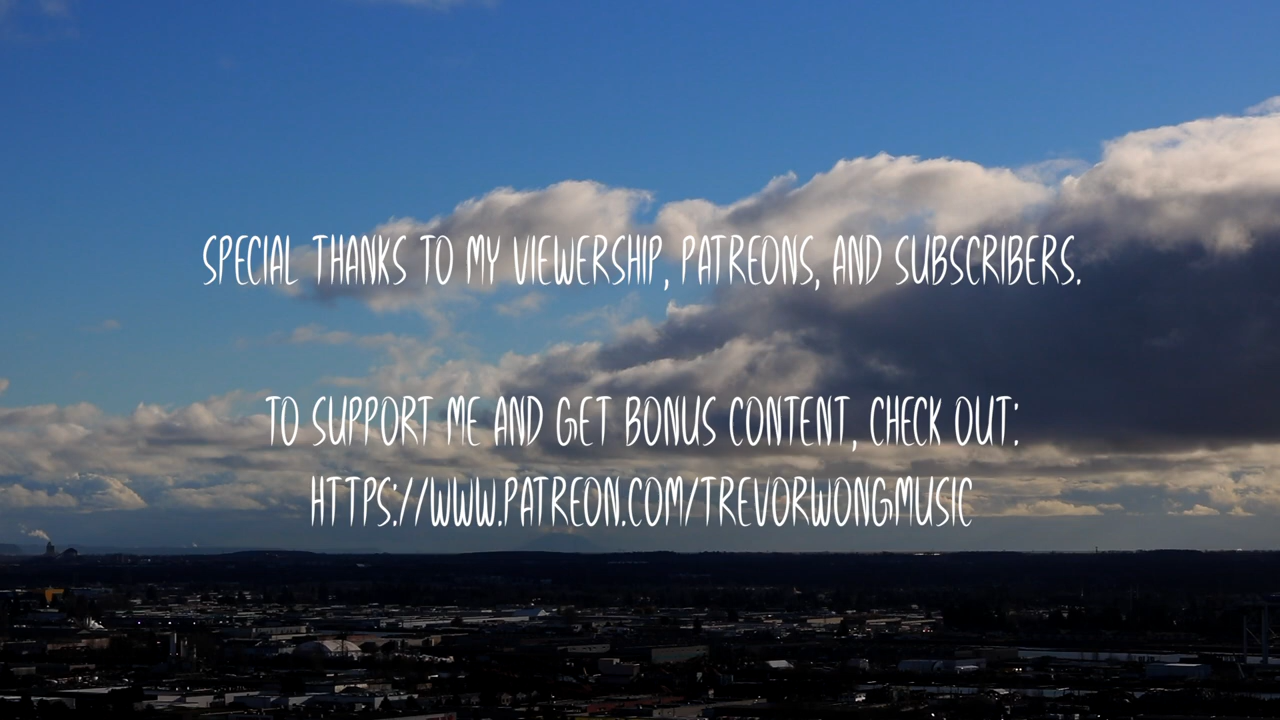 SPECIAL THANKS TO MY VIEWERSHIP, PATREONS, AND SUBSCRIBERS.
TO SUPPORT ME AND GET BONUS CONTENT, CHECK OUT:
HTTPS://WWW.PATREON.COM/TREVORWONGMUSIC